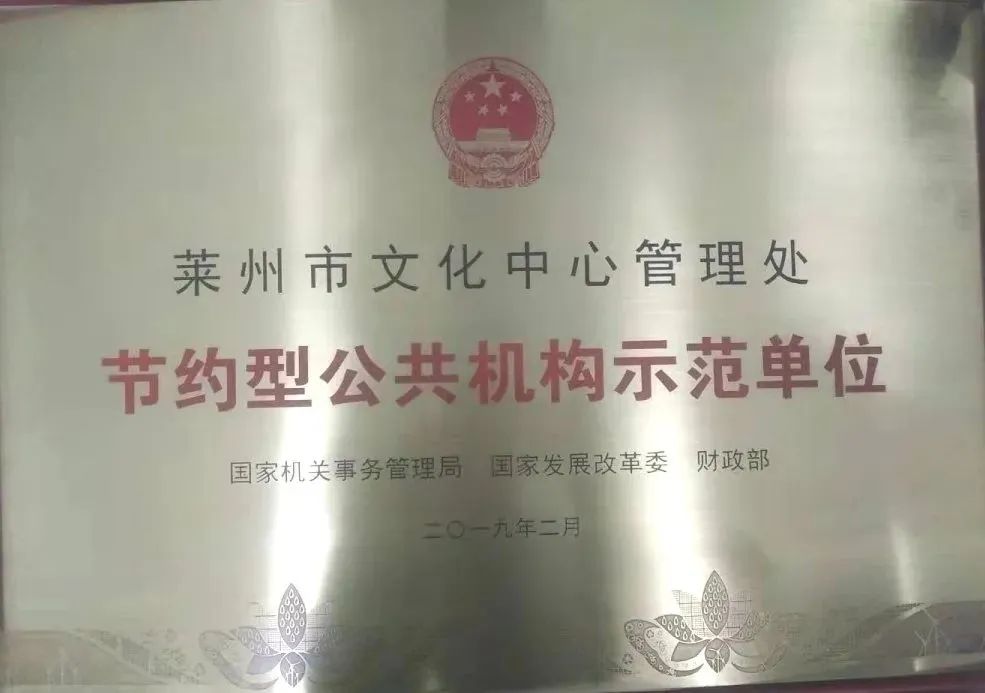 莱州市文化中心管理处
节约型公共机构示范单位
国家机关事务管理局 国家发展改革委 财政部
二〇一九年二月